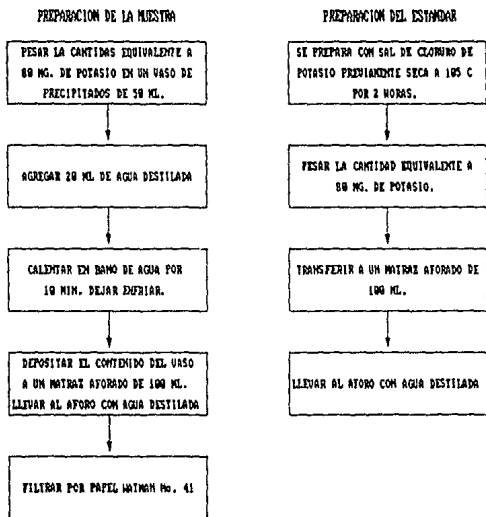 PREPARACION DE LA MUESTRA
PESAR LA CANTIDAS EQUIVALENTE A
80 MG. DE POTASIO EN UN VASO DE
PRECIPITADOS DE 50 ML.
AGREGAR 20 ML DE AGUA DESTILADA
CALENTAR EN BAÑO DE AGUA POR
10 MIN. DEJAR ENFRIAR.
DEPOSITAR EL CONTENIDO DEL VASO
A UN MATRAZ AFORADO DE 100 ML.
LLEVAR AL AFORO CON AGUA DESTILADA
FILTRAR POR PAPEL WATMAN No. 41
PREPARACION DEL ESTANDAR
SE PREPARA CON SAL DE CLORURO DE
POTASIO PREVIAMENTE SECA A 105 C
POR 2 HORAS.
PESAR LA CANTIDAD EQUIVALENTE A
80 MG. DE POTASIO.
TRANSFERIR A UN MATRAZ AFORADO DE
100 ML.
LLEVAR AL AFORO CON AGUA DESTILADA